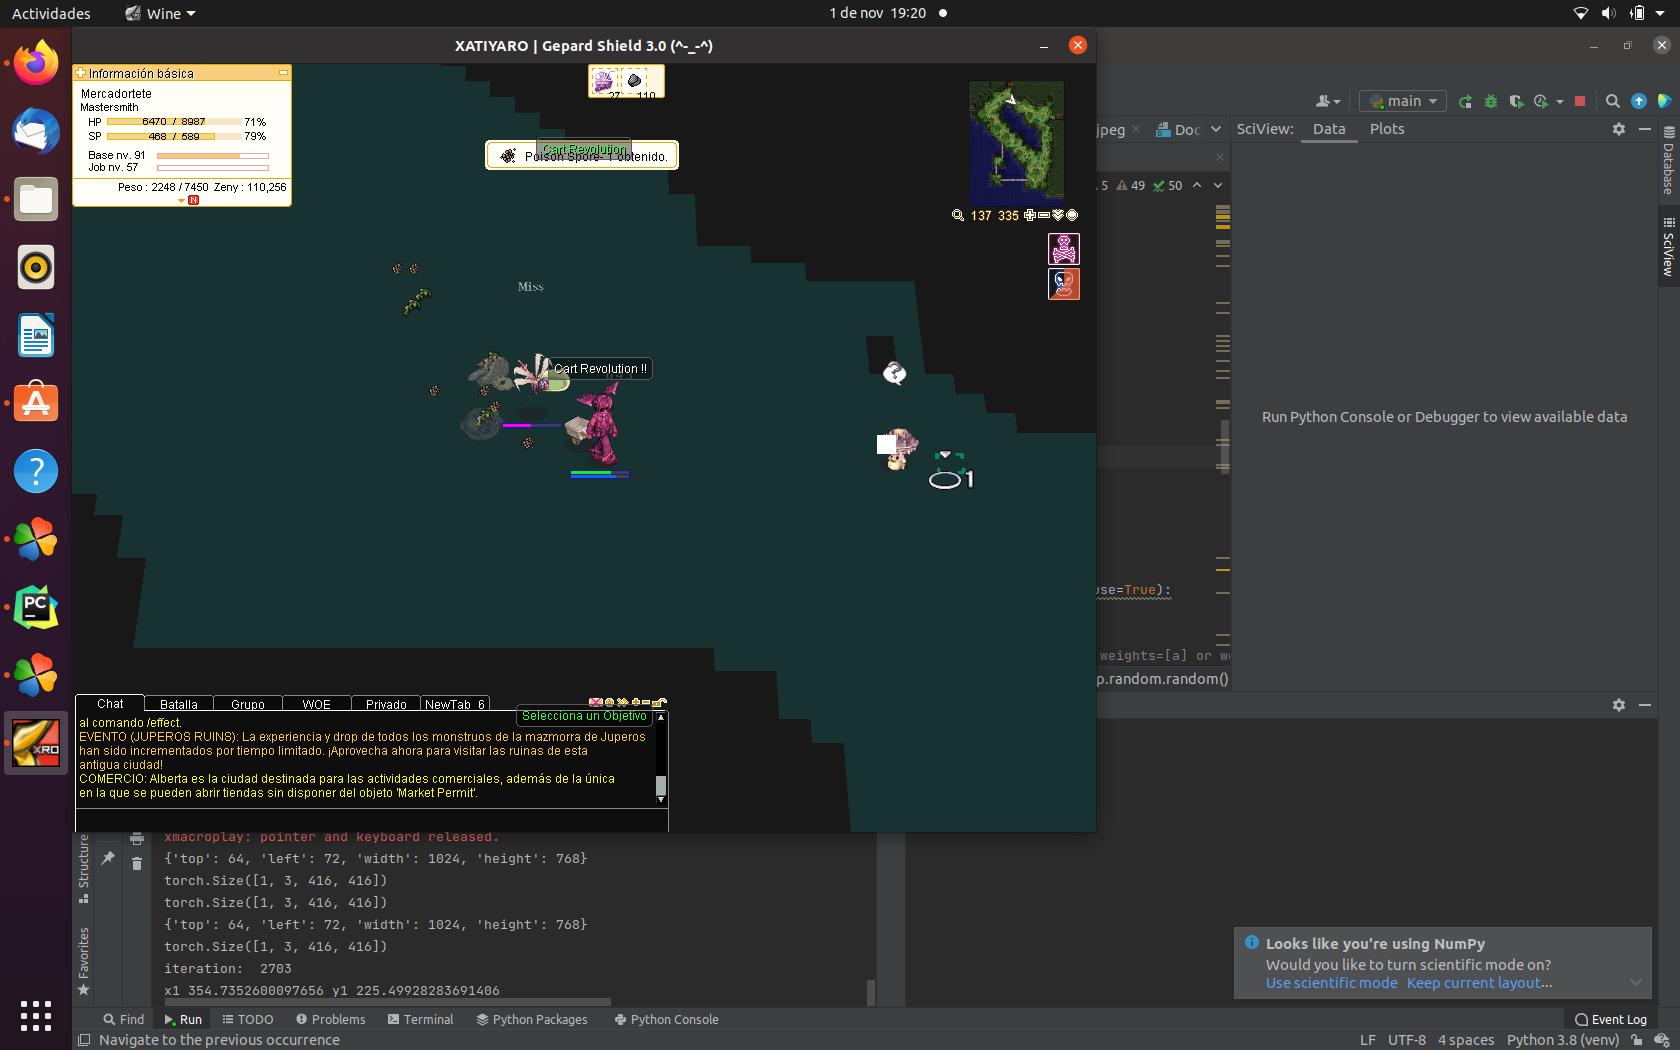 Actividades
Wine
1 de nov 19:20
XATIYARO | Gepard Shield 3.0 (^-_-^)
Información básica
Mercadortete
Mastersmith
HP 6470 / 8987 71%
SP 468 / 589 79%
Base nv. 91
Job nv. 57
Peso : 2248 / 7450 Zeny : 110,256
N
27 110
Cart Revolution
Poison Spore- 1 obtenido.
137 335
Miss
Cart Revolution !!
1
Chat
Batalla
Grupo
WOE
Privado
NewTab_6
Selecciona un Objetivo
al comando /effect.
EVENTO (JUPEROS RUINS): La experiencia y drop de todos los monstruos de la mazmorra de Juperos
han sido incrementados por tiempo limitado. ¡Aprovecha ahora para visitar las ruinas de esta
antigua ciudad!
COMERCIO: Alberta es la ciudad destinada para las actividades comerciales, además de la única
en la que se pueden abrir tiendas sin disponer del objeto 'Market Permit'.
main
jpeg
Doc
SciView:
Data
Plots
5 49 50
Database
SciView
Run Python Console or Debugger to view available data
use=True):
weights=[a] or w
p.random.random()
PC
XRO
Structure
Favorites
xmacroplay: pointer and keyboard released.
{'top': 64, 'left': 72, 'width': 1024, 'height': 768}
torch.Size([1, 3, 416, 416])
torch.Size([1, 3, 416, 416])
{'top': 64, 'left': 72, 'width': 1024, 'height': 768}
torch.Size([1, 3, 416, 416])
iteration: 2703
x1 354.7352600097656 y1 225.49928283691406
Looks like you're using NumPy
Would you like to turn scientific mode on?
Use scientific mode Keep current layout...
Find
Run
TODO
Problems
Terminal
Python Packages
Python Console
Event Log
Navigate to the previous occurrence
LF UTF-8 4 spaces Python 3.8 (venv)